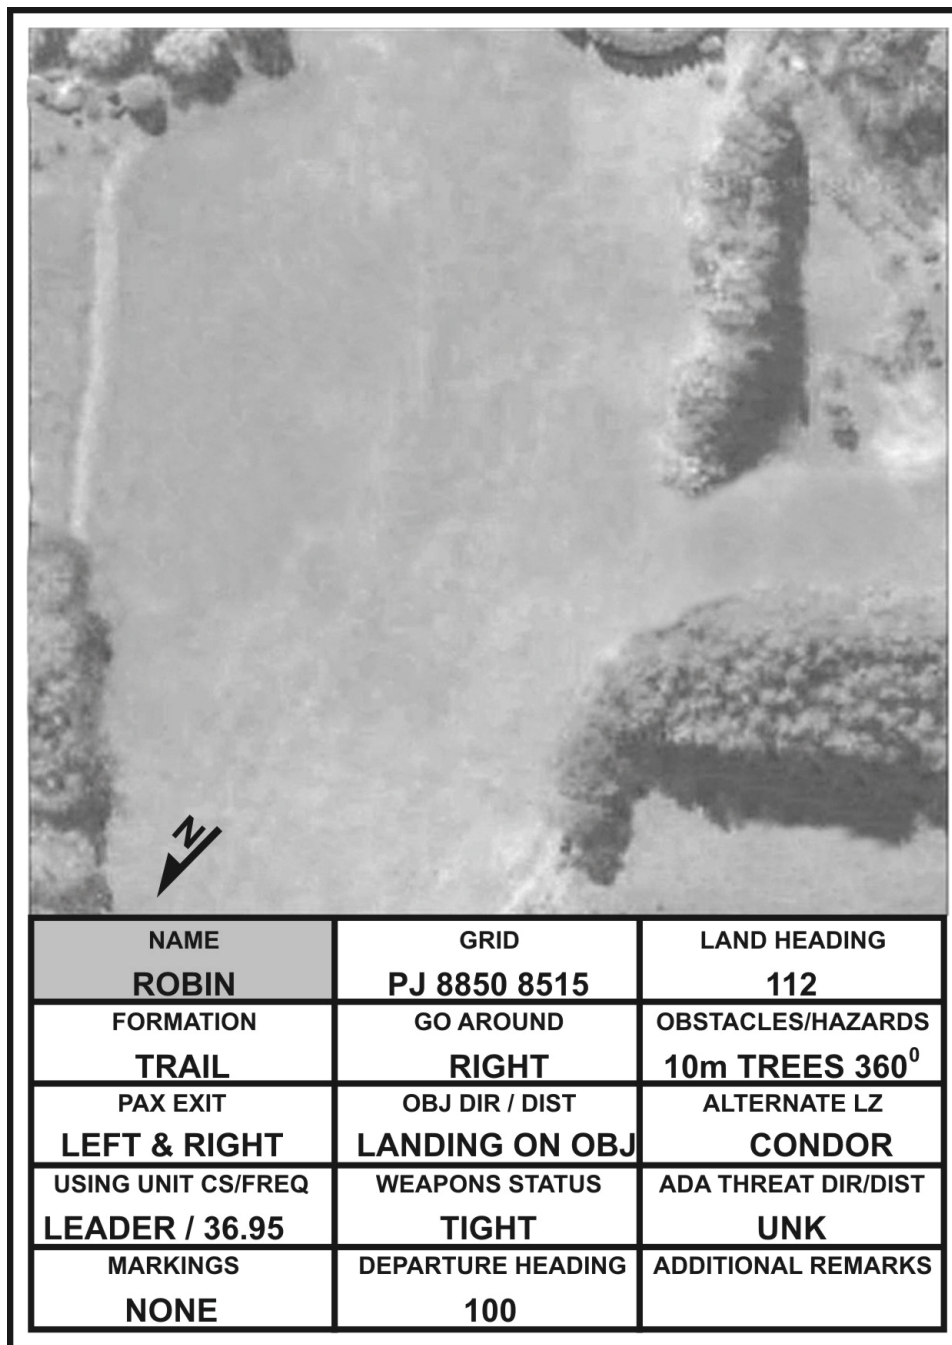 N
NAME
ROBIN
GRID
PJ 8850 8515
LAND HEADING
112
FORMATION
TRAIL
GO AROUND
RIGHT
OBSTACLES/HAZARDS
10m TREES 360⁰
PAX EXIT
LEFT & RIGHT
OBJ DIR / DIST
LANDING ON OBJ
ALTERNATE LZ
CONDOR
USING UNIT CS/FREQ
LEADER / 36.95
WEAPONS STATUS
TIGHT
ADA THREAT DIR/DIST
UNK
MARKINGS
NONE
DEPARTURE HEADING
100
ADDITIONAL REMARKS